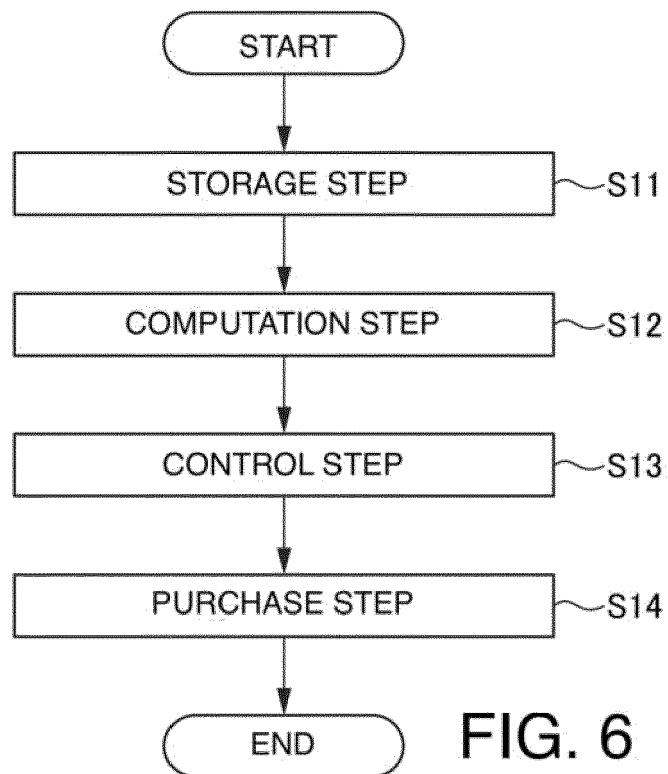 START
STORAGE STEP
S11
COMPUTATION STEP
S12
CONTROL STEP
S13
PURCHASE STEP
S14
END
FIG. 6